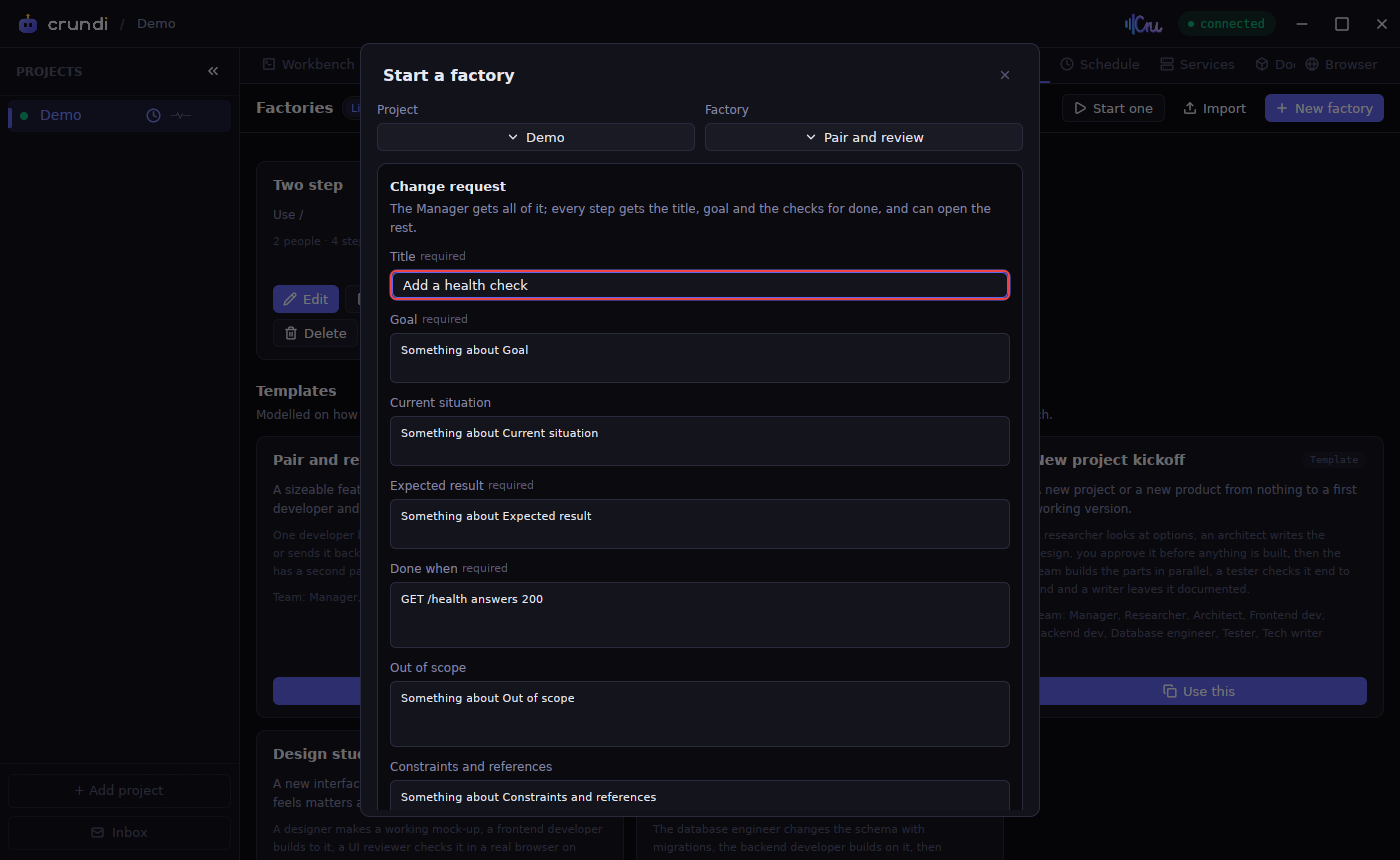 crundi / Demo
Cru
connected
PROJECTS
Demo
+ Add project
Inbox
Workbench
Schedule
Services
Doc
Browser
Factories
Start one
Import
+ New factory
Two step
Use /
2 people · 4 ste
Edit
Delete
Templates
Modelled on how
ch.
Pair and re
A sizeable feat
developer and
One developer
or sends it back
has a second pa
Team: Manager,
New project kickoff
Template
new project or a new product from nothing to a first
working version.
researcher looks at options, an architect writes the
design, you approve it before anything is built, then the
team builds the parts in parallel, a tester checks it end to
end and a writer leaves it documented.
Team: Manager, Researcher, Architect, Frontend dev,
Backend dev, Database engineer, Tester, Tech writer
Use this
Design stu
A new interfac
feels matters a
A designer makes a working mock-up, a frontend developer
builds to it, a UI reviewer checks it in a real browser on
The database engineer changes the schema with
migrations, the backend developer builds on it, then
Start a factory
Project
Factory
Demo
Pair and review
Change request
The Manager gets all of it; every step gets the title, goal and the checks for done, and can open the
rest.
Title required
Add a health check
Goal required
Something about Goal
Current situation
Something about Current situation
Expected result required
Something about Expected result
Done when required
GET /health answers 200
Out of scope
Something about Out of scope
Constraints and references
Something about Constraints and references